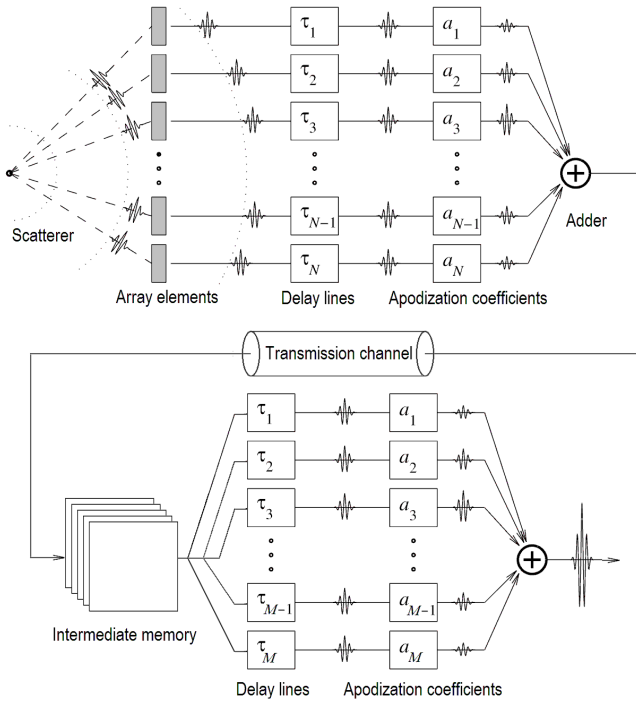 τ1 a1
τ2 a2
τ3 a3
τN−1 aN−1
τN aN
Scatterer
Adder
Array elements Delay lines Apodization coefficients
Transmission channel
τ1 a1
τ2 a2
τ3 a3
τM−1 aM−1
τM aM
Intermediate memory
Delay lines Apodization coefficients